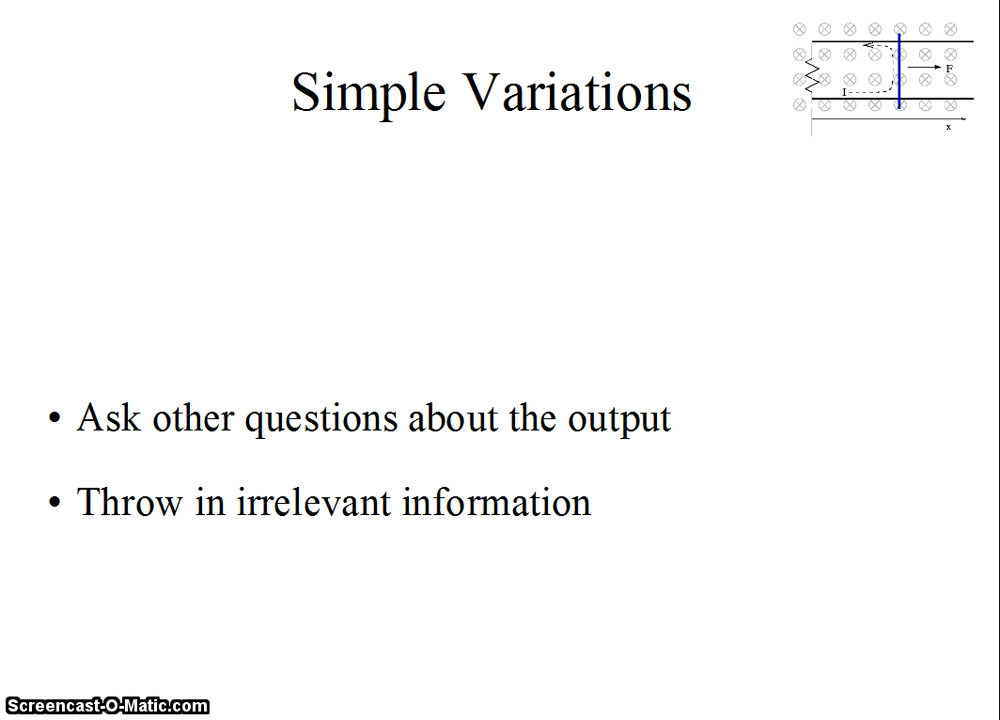 Simple Variations
F
I
x
• Ask other questions about the output
• Throw in irrelevant information
Screencast-O-Matic.com